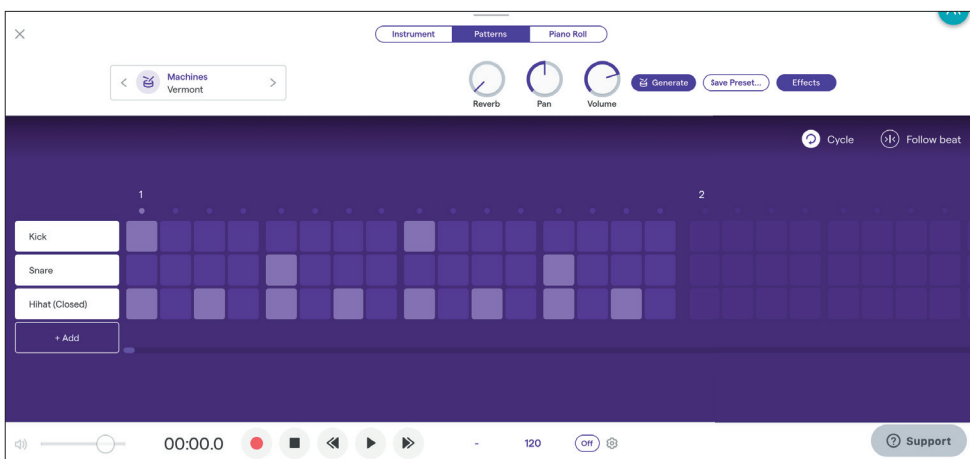 Instrument
Patterns
Piano Roll
Machines
Vermont
Reverb
Pan
Volume
Generate
Save Preset...
Effects
Cycle
Follow beat
1
2
Kick
Snare
Hihat (Closed)
+ Add
00:00.0
-
120
Off
Support